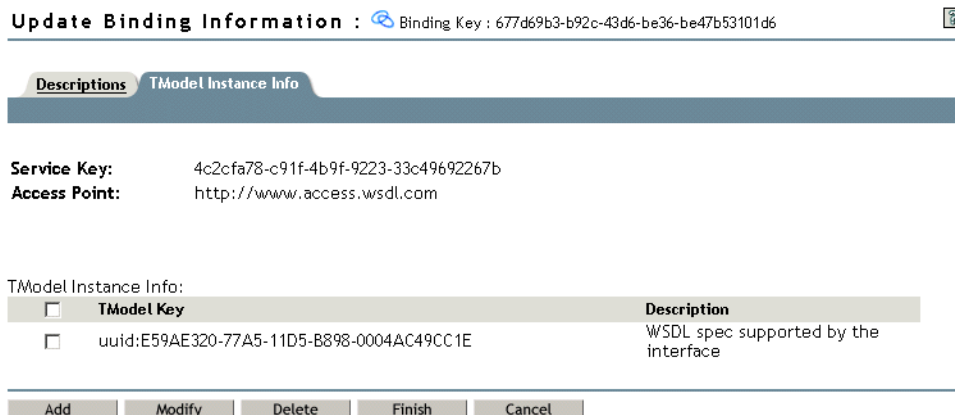 Update Binding Information : Binding Key : 677d69b3-b92c-43d6-be36-be47b53101d6
Descriptions TModel Instance Info
Service Key: 4c2cfa78-c91f-4b9f-9223-33c49692267b
Access Point: http://www.access.wsdl.com
TModel Instance Info:
TModel Key Description
uuid:E59AE320-77A5-11D5-B898-0004AC49CC1E WSDL spec supported by the
interface
Add Modify Delete Finish Cancel